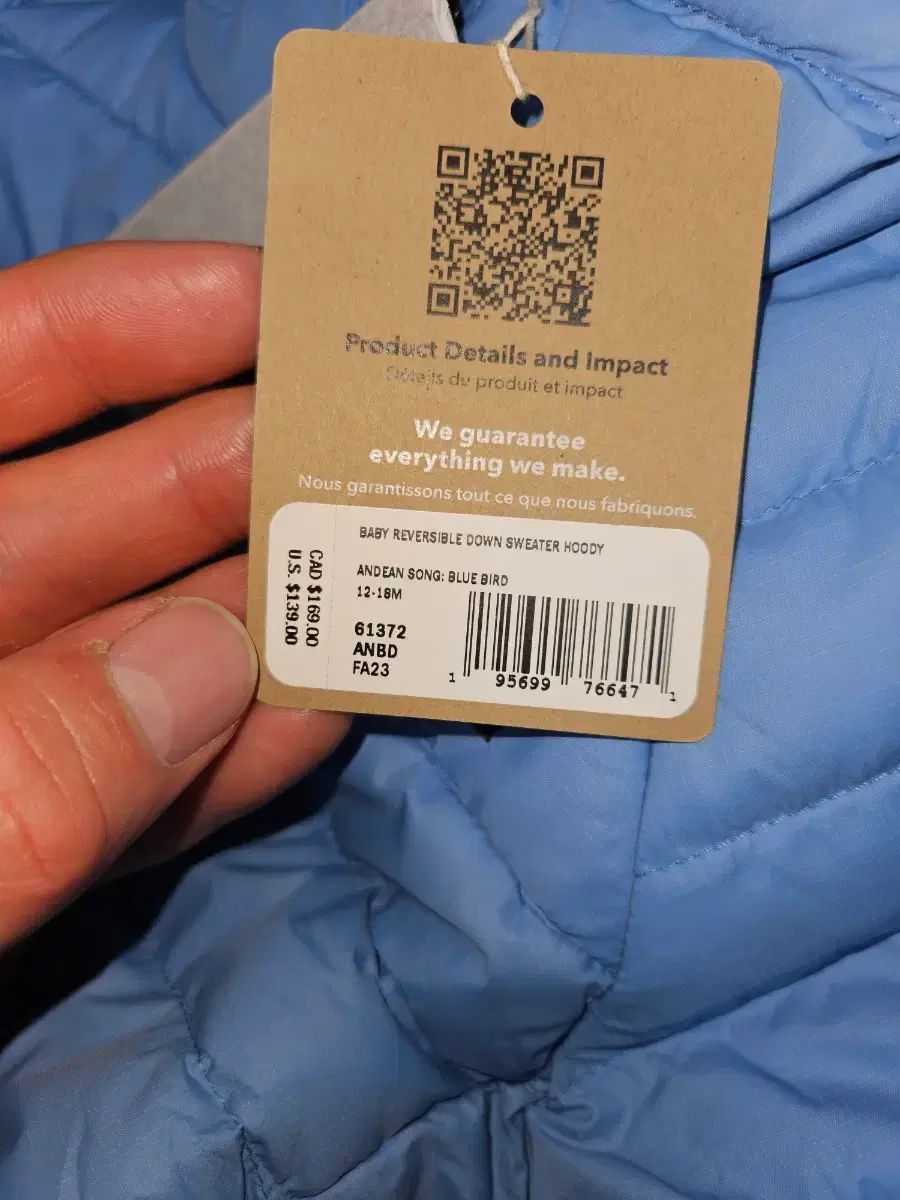 Product Details and Impact
Détails du produit et impact
We guarantee
everything we make.
Nous garantissons tout ce que nous fabriquons.
BABY REVERSIBLE DOWN SWEATER HOODY
ANDEAN SONG: BLUE BIRD
12-18M
61372
ANBD
FA23
CAD $169.00
U.S. $139.00
1 95699 76647 1